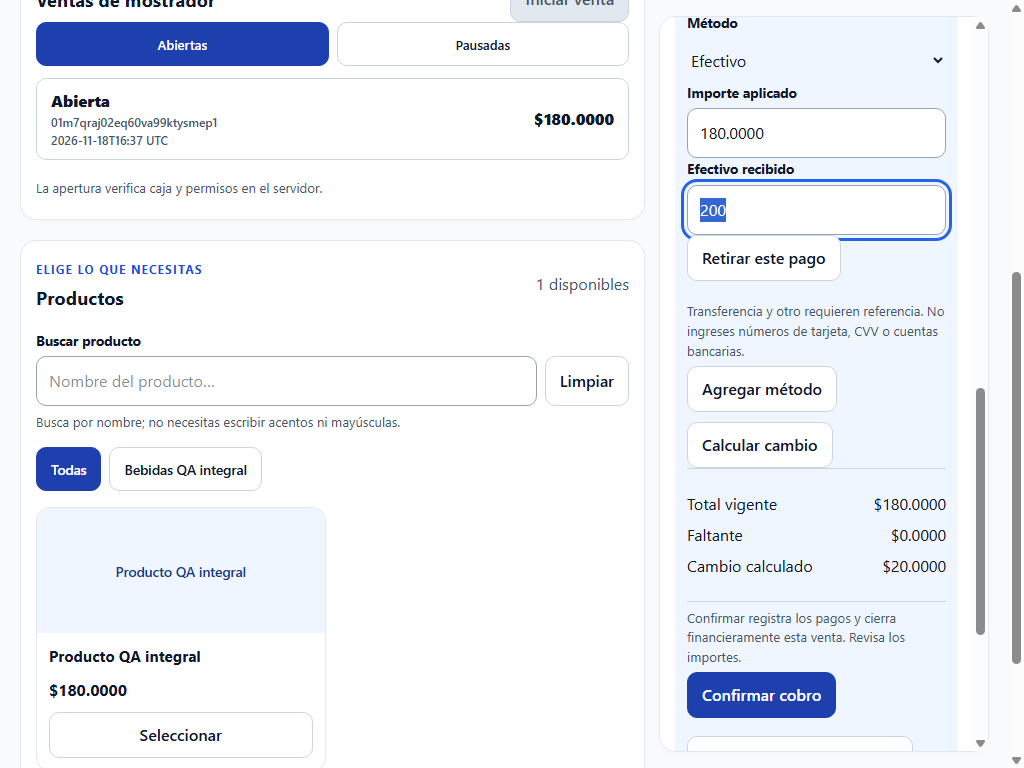 Ventas de mostrador
Iniciar venta
Abiertas
Pausadas
Abierta
01m7qraj02eq60va99ktysmep1
2026-11-18T16:37 UTC
$180.0000
La apertura verifica caja y permisos en el servidor.
ELIGE LO QUE NECESITAS
Productos
1 disponibles
Buscar producto
Nombre del producto...
Limpiar
Busca por nombre; no necesitas escribir acentos ni mayúsculas.
Todas
Bebidas QA integral
Producto QA integral
Producto QA integral
$180.0000
Seleccionar
Método
Efectivo
Importe aplicado
180.0000
Efectivo recibido
200
Retirar este pago
Transferencia y otro requieren referencia. No
ingreses números de tarjeta, CVV o cuentas
bancarias.
Agregar método
Calcular cambio
Total vigente $180.0000
Faltante $0.0000
Cambio calculado $20.0000
Confirmar registra los pagos y cierra
financieramente esta venta. Revisa los
importes.
Confirmar cobro